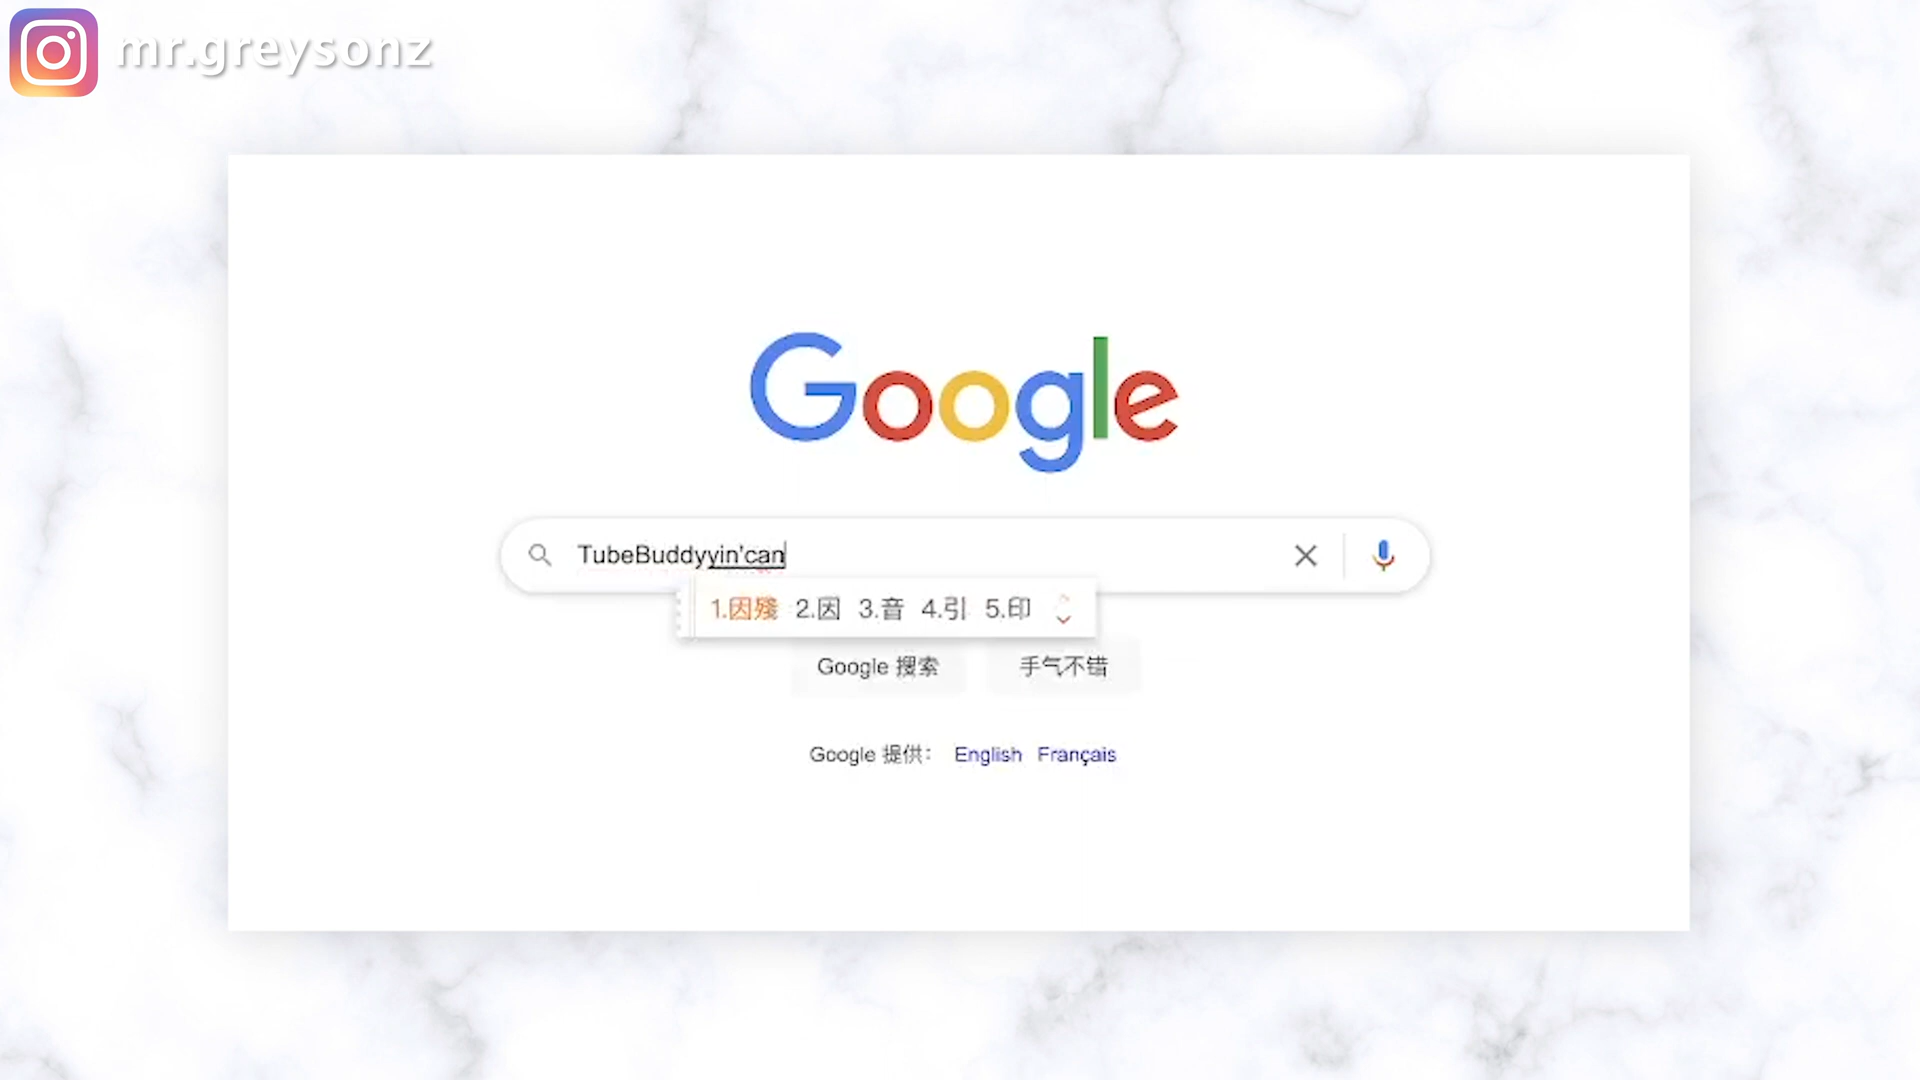 mr.greysonz
Google
TubeBuddyyin'can
1.因殘 2.因 3.音 4.引 5.印
Google 搜索 手气不错
Google 提供： English Français